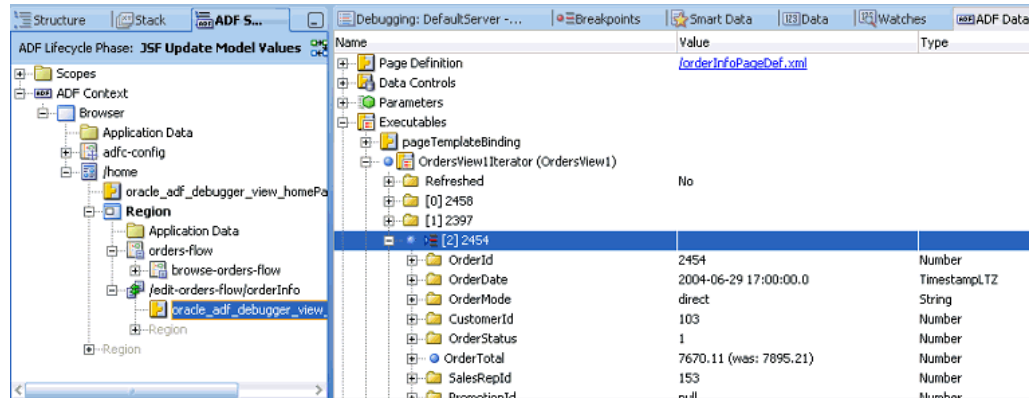 Structure Stack ADF S...
ADF Lifecycle Phase: JSF Update Model Values
Scopes
ADF Context
Browser
Application Data
adfc-config
/home
oracle_adf_debugger_view_homePa
Region
Application Data
orders-flow
browse-orders-flow
/edit-orders-flow/orderInfo
oracle_adf_debugger_view_
Region
Region
Debugging: DefaultServer -... Breakpoints Smart Data Data Watches ADF Data
Name Value Type
Page Definition /orderInfoPageDef.xml
Data Controls
Parameters
Executables
pageTemplateBinding
OrdersView1Iterator (OrdersView1)
Refreshed No
[0] 2458
[1] 2397
[2] 2454
OrderId 2454 Number
OrderDate 2004-06-29 17:00:00.0 TimestampLTZ
OrderMode direct String
CustomerId 103 Number
OrderStatus 1 Number
OrderTotal 7670.11 (was: 7895.21) Number
SalesRepId 153 Number
PromotionId null Number